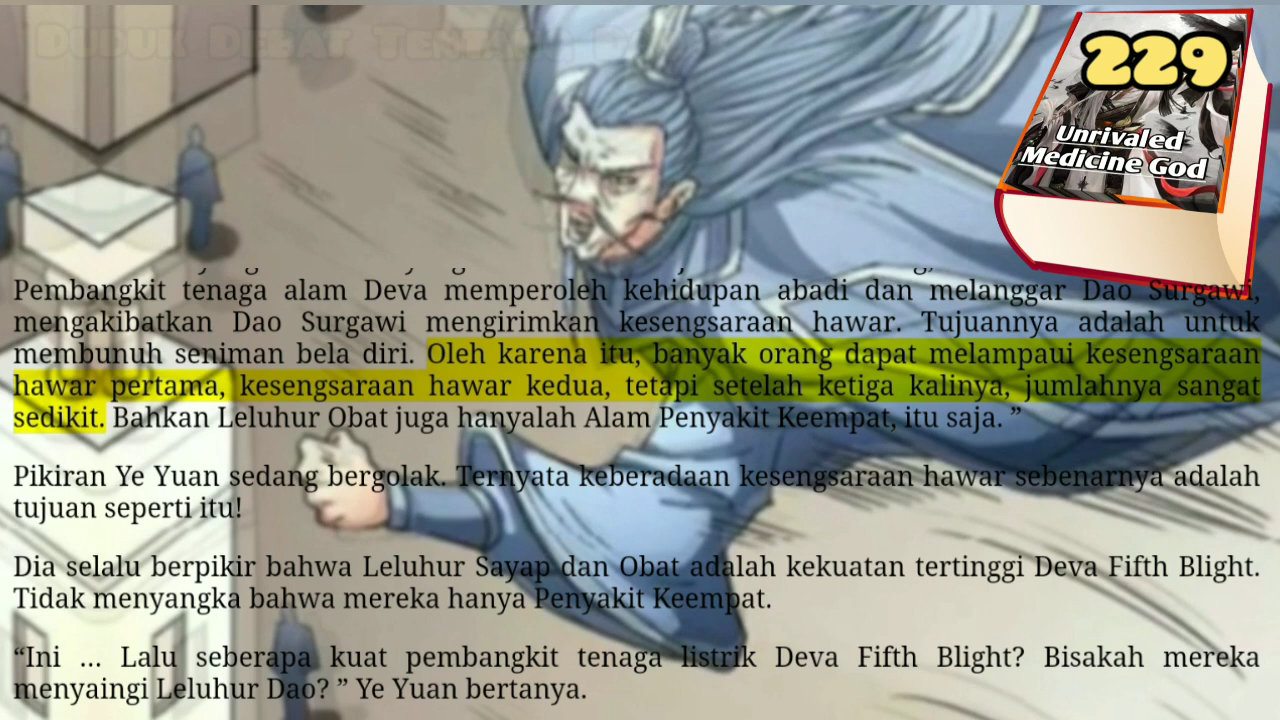 229
Unrivaled
Medicine God
Pembangkit tenaga alam Deva memperoleh kehidupan abadi dan melanggar Dao Surgawi,
mengakibatkan Dao Surgawi mengirimkan kesengsaraan hawar. Tujuannya adalah untuk
membunuh seniman bela diri. Oleh karena itu, banyak orang dapat melampaui kesengsaraan
hawar pertama, kesengsaraan hawar kedua, tetapi setelah ketiga kalinya, jumlahnya sangat
sedikit. Bahkan Leluhur Obat juga hanyalah Alam Penyakit Keempat, itu saja. ”
Pikiran Ye Yuan sedang bergolak. Ternyata keberadaan kesengsaraan hawar sebenarnya adalah
tujuan seperti itu!
Dia selalu berpikir bahwa Leluhur Sayap dan Obat adalah kekuatan tertinggi Deva Fifth Blight.
Tidak menyangka bahwa mereka hanya Penyakit Keempat.
“Ini … Lalu seberapa kuat pembangkit tenaga listrik Deva Fifth Blight? Bisakah mereka
menyaingi Leluhur Dao? ” Ye Yuan bertanya.